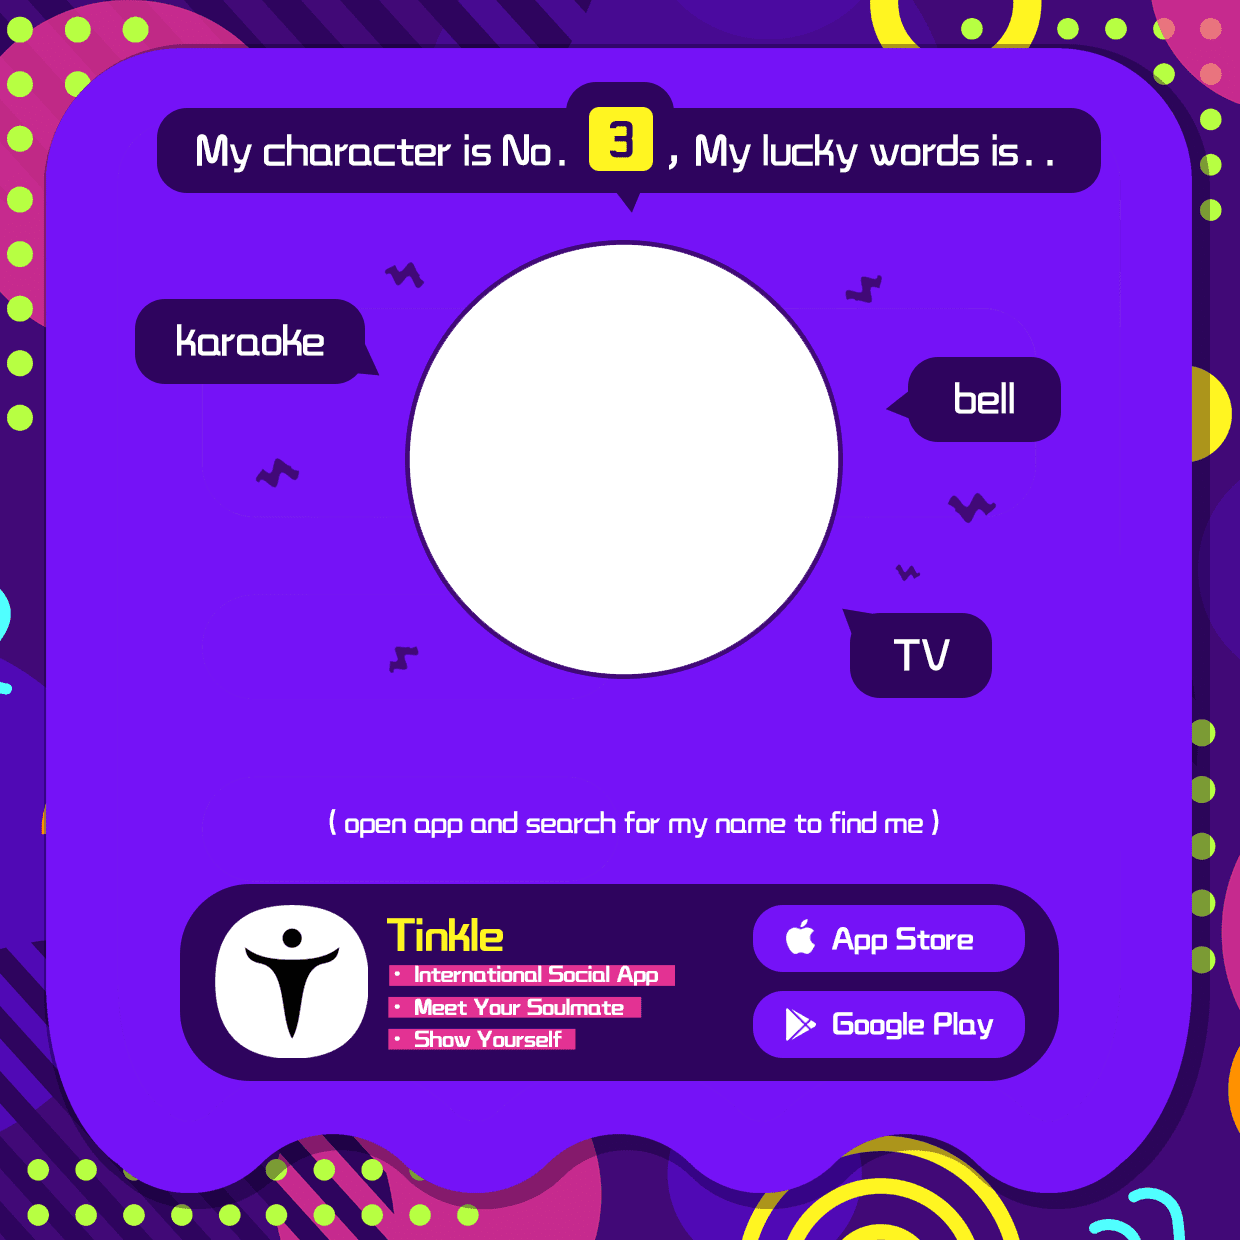 My character is No. 3 , My lucky words is. .
karaoke
bell
TV
( open app and search for my name to find me )
Tinkle
• International Social App
• Meet Your Soulmate
• Show Yourself
App Store
Google Play